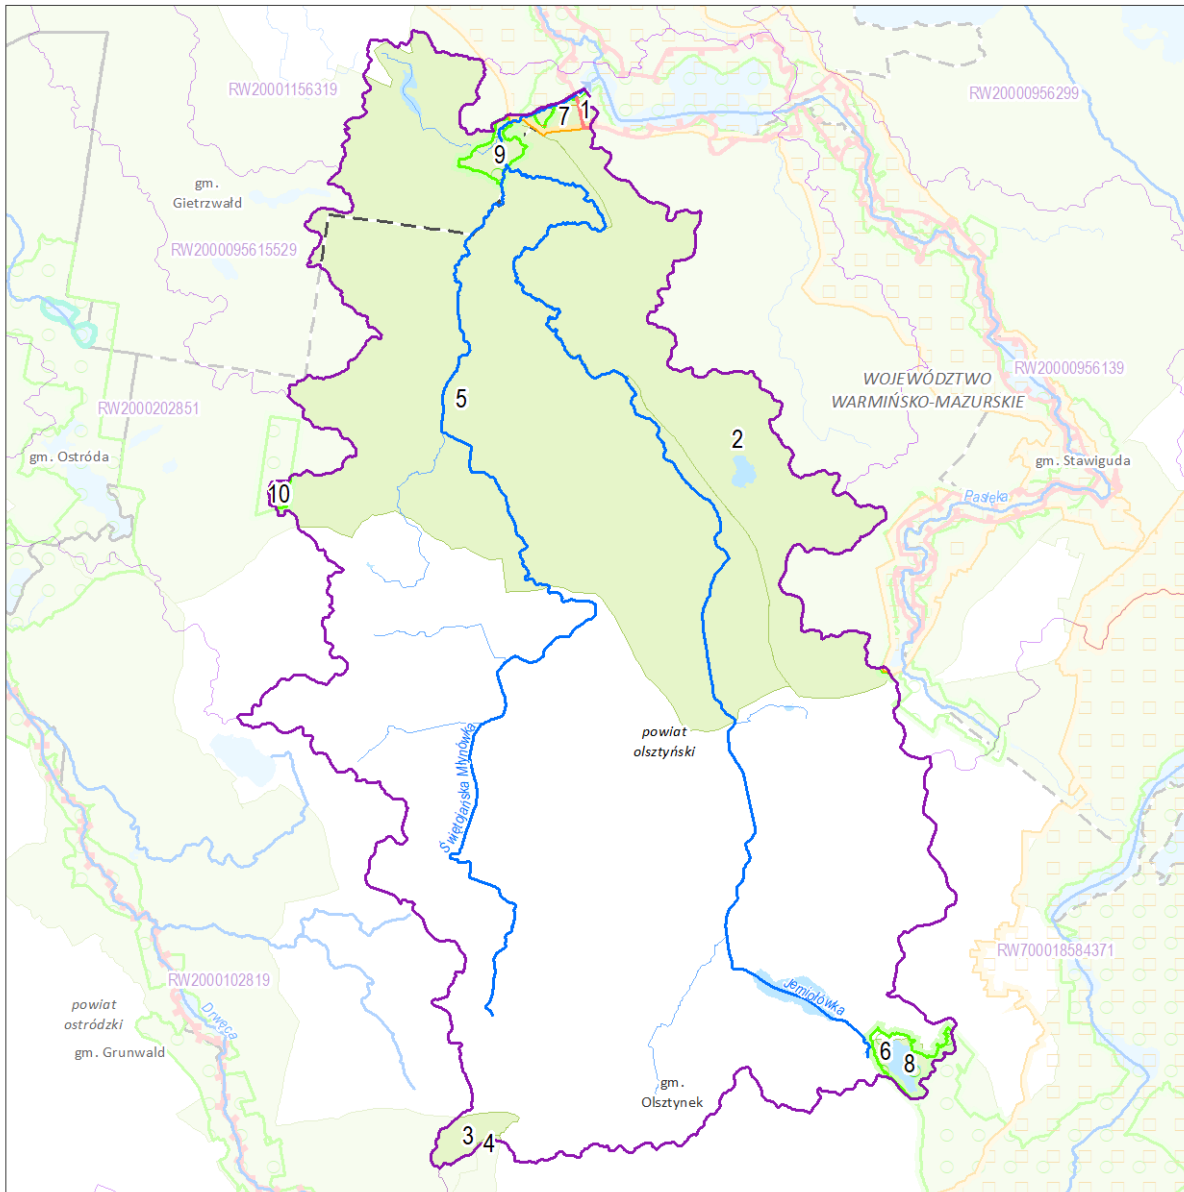 RW20001156319
RW20000956299
7
1
9
gm.
Gietrzwałd
RW2000095615529
RW20000956139
WOJEWÓDZTWO
WARMIŃSKO-MAZURSKIE
5
RW2000202851
2
gm. Ostróda
gm. Stawiguda
10
Pasłęka
powiat
olsztyński
Świętojańska Młynówka
RW700018584371
RW2000102819
Jemiołówka
powiat
ostródzki
Drwęca
gm. Grunwald
6
8
gm.
Olsztynek
3
4